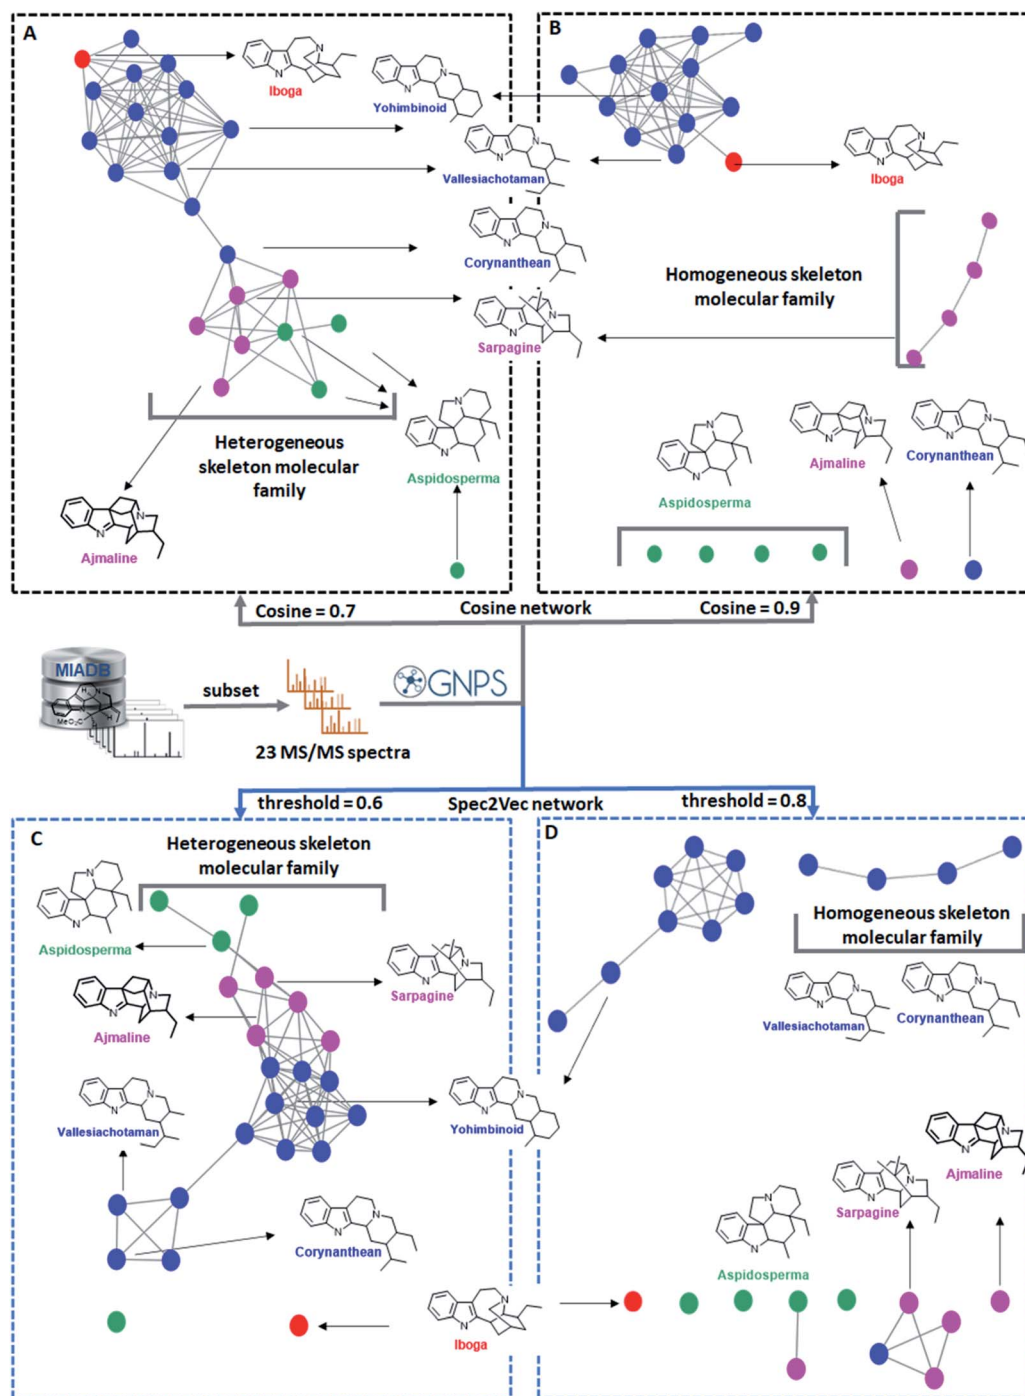 A
Iboga
Yohimbinoid
Vallesiachotaman
Corynanthean
Sarpagine
Heterogeneous
skeleton molecular
family
Aspidosperma
Ajmaline
B
Iboga
Homogeneous skeleton
molecular family
Aspidosperma
Ajmaline
Corynanthean
Cosine = 0.7
Cosine network
Cosine = 0.9
MIADB
MeO₂C
subset
GNPS
23 MS/MS spectra
threshold = 0.6
Spec2Vec network
threshold = 0.8
C
Heterogeneous skeleton
molecular family
Aspidosperma
Sarpagine
Ajmaline
Vallesiachotaman
Yohimbinoid
Corynanthean
Iboga
D
Homogeneous skeleton
molecular family
Vallesiachotaman
Corynanthean
Ajmaline
Sarpagine
Aspidosperma